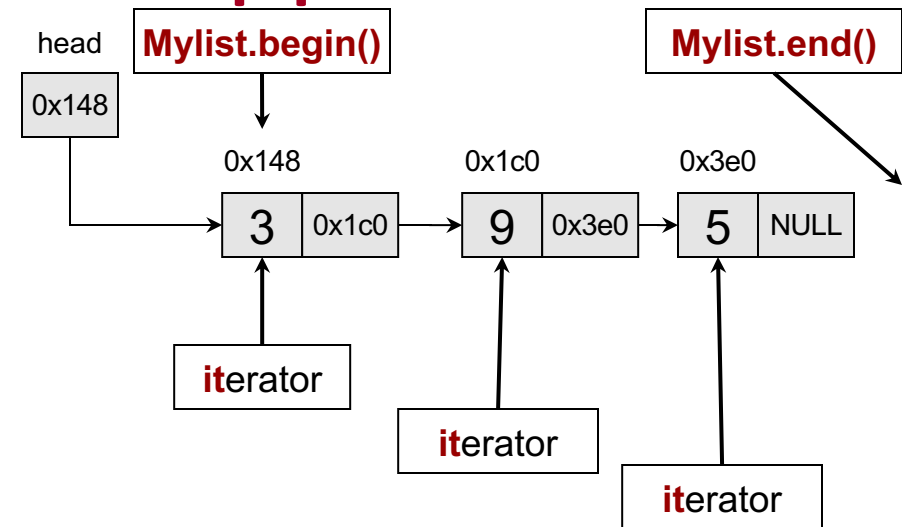 head
Mylist.begin()
Mylist.end()
0x148
0x148
0x1c0
0x3e0
3
0x1c0
9
0x3e0
5
NULL
iterator
iterator
iterator